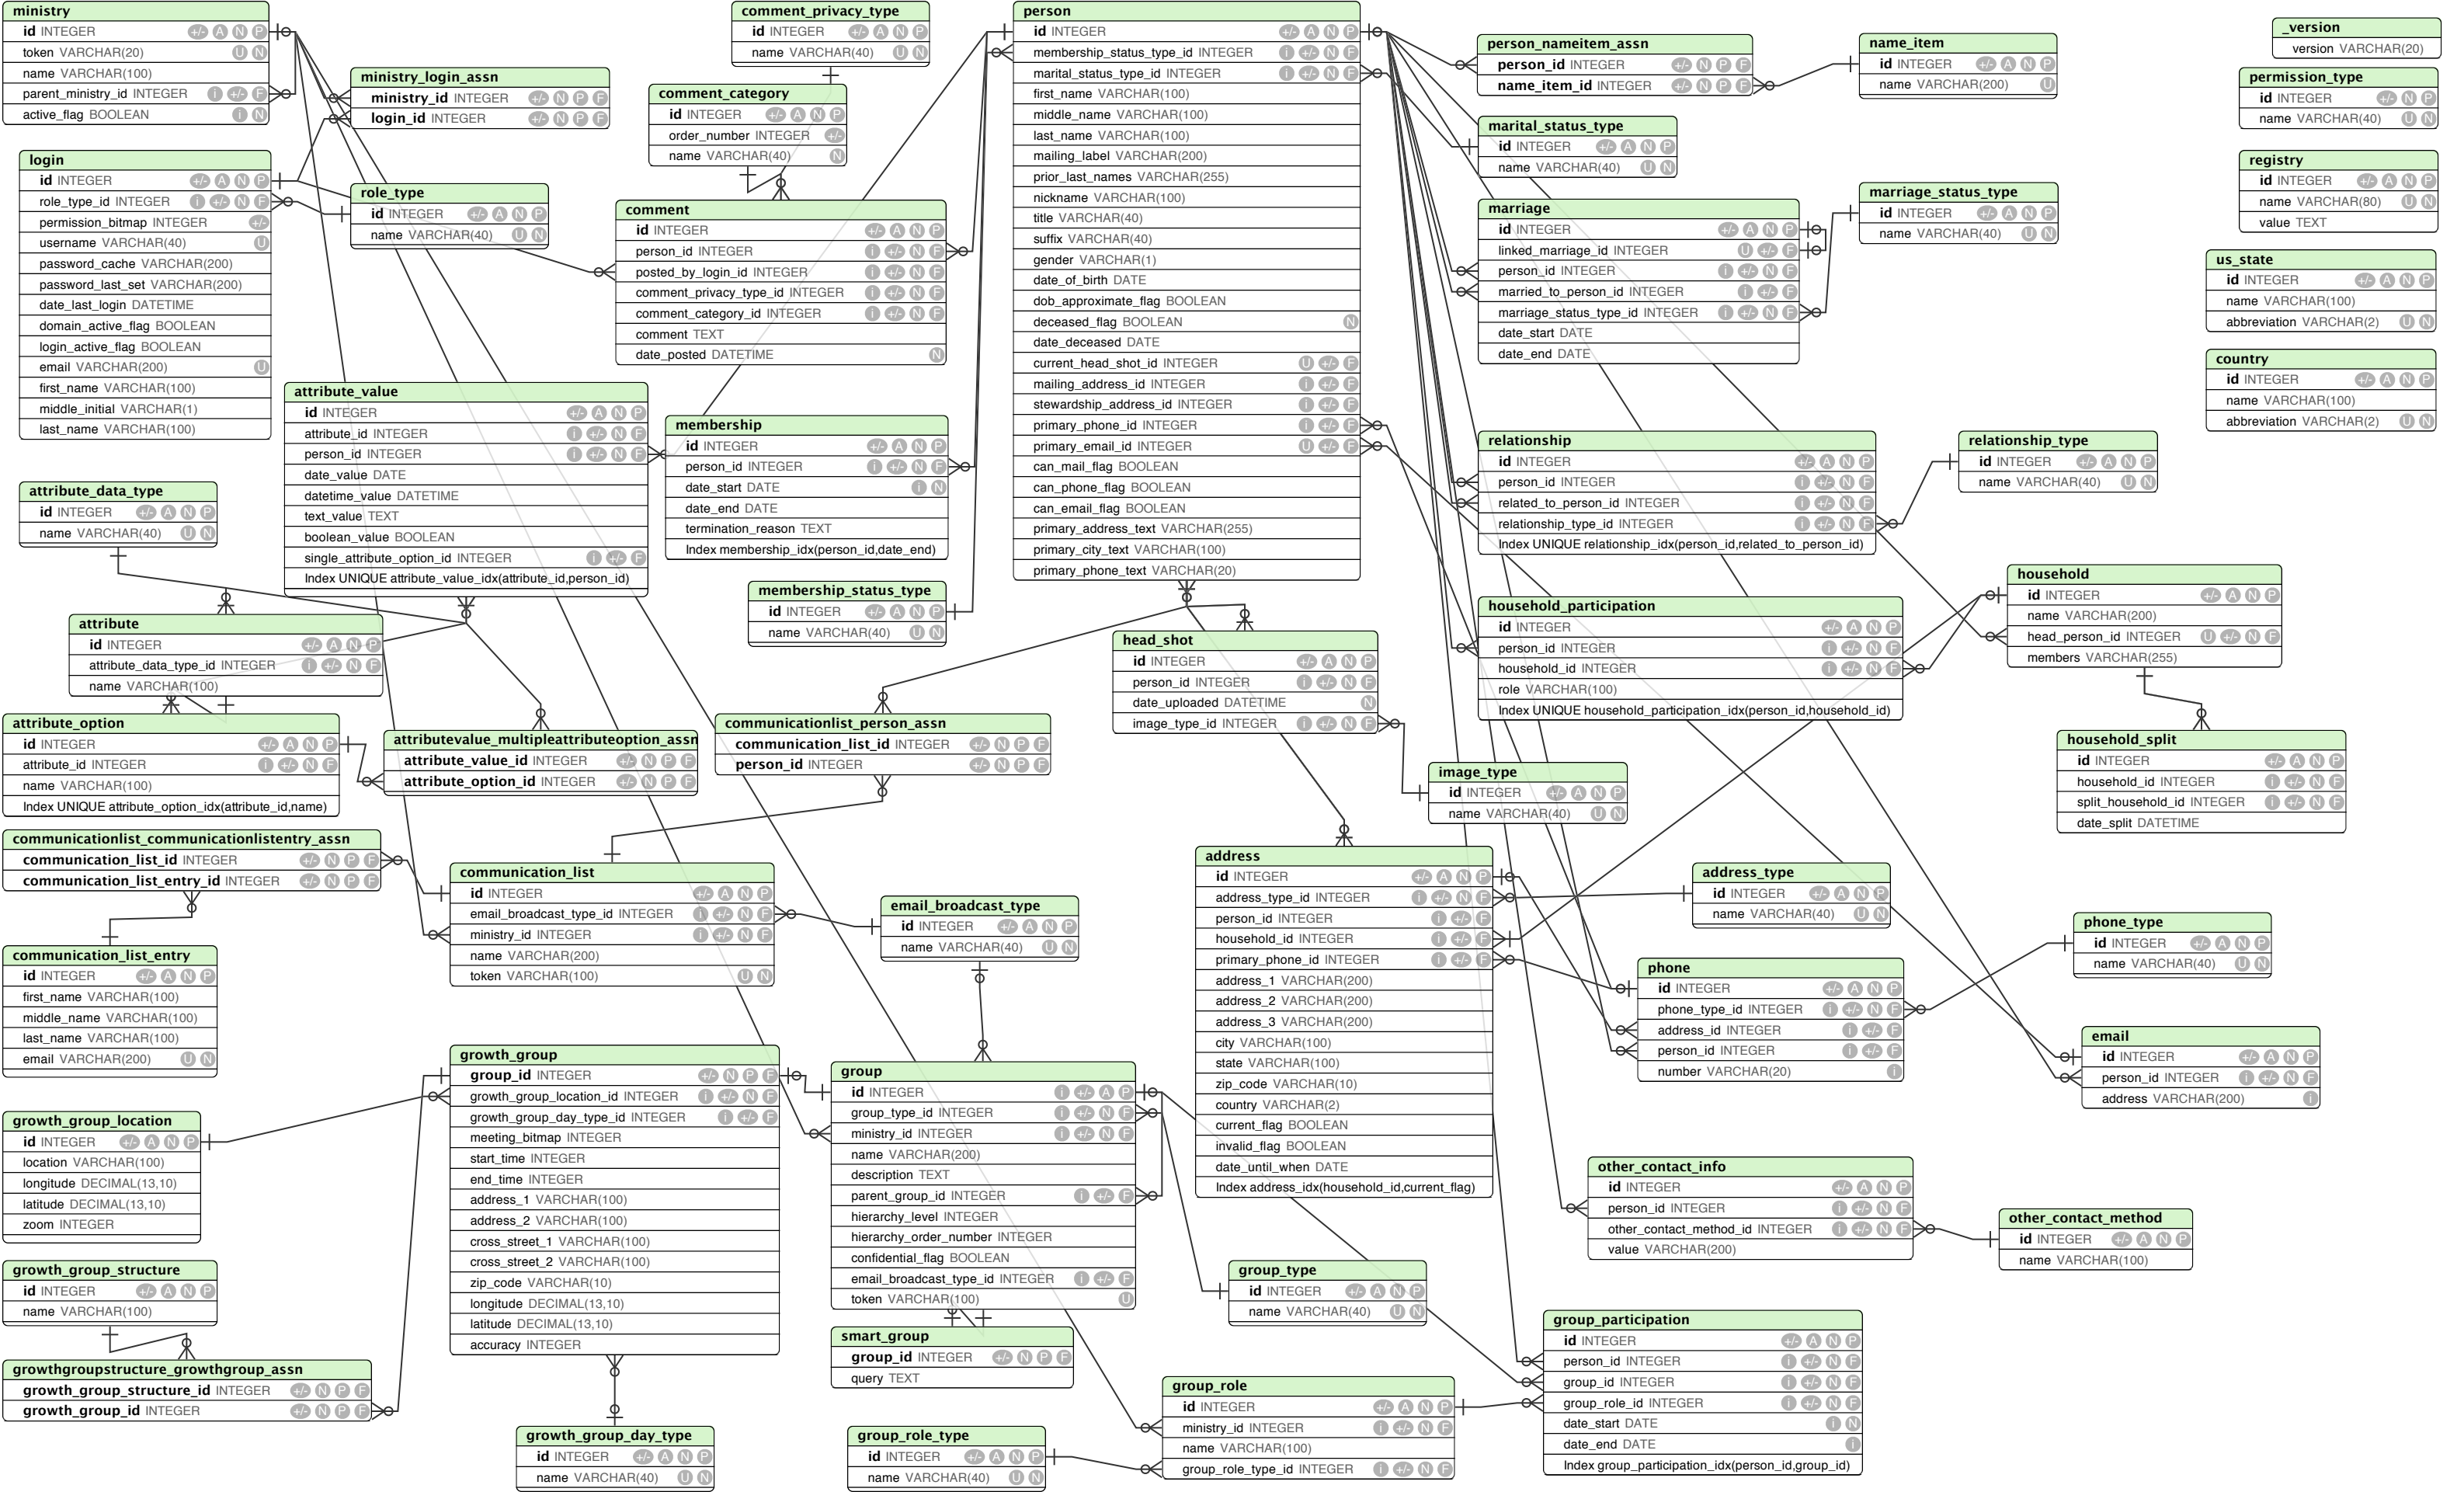 ministry
id INTEGER +/- A N P
token VARCHAR(20) U N
name VARCHAR(100)
parent_ministry_id INTEGER i +/- F
active_flag BOOLEAN i N
ministry_login_assn
ministry_id INTEGER +/- N P F
login_id INTEGER +/- N P F
login
id INTEGER +/- A N P
role_type_id INTEGER i +/- N F
permission_bitmap INTEGER +/-
username VARCHAR(40) U
password_cache VARCHAR(200)
password_last_set VARCHAR(200)
date_last_login DATETIME
domain_active_flag BOOLEAN
login_active_flag BOOLEAN
email VARCHAR(200) U
first_name VARCHAR(100)
middle_initial VARCHAR(1)
last_name VARCHAR(100)
role_type
id INTEGER +/- A N P
name VARCHAR(40) U N
comment_privacy_type
id INTEGER +/- A N P
name VARCHAR(40) U N
comment_category
id INTEGER +/- A N P
order_number INTEGER +/-
name VARCHAR(40) N
comment
id INTEGER +/- A N P
person_id INTEGER i +/- N F
posted_by_login_id INTEGER i +/- N F
comment_privacy_type_id INTEGER i +/- N F
comment_category_id INTEGER i +/- N F
comment TEXT
date_posted DATETIME N
person
id INTEGER +/- A N P
membership_status_type_id INTEGER i +/- N F
marital_status_type_id INTEGER i +/- N F
first_name VARCHAR(100)
middle_name VARCHAR(100)
last_name VARCHAR(100)
mailing_label VARCHAR(200)
prior_last_names VARCHAR(255)
nickname VARCHAR(100)
title VARCHAR(40)
suffix VARCHAR(40)
gender VARCHAR(1)
date_of_birth DATE
dob_approximate_flag BOOLEAN
deceased_flag BOOLEAN N
date_deceased DATE
current_head_shot_id INTEGER U +/- F
mailing_address_id INTEGER i +/- F
stewardship_address_id INTEGER i +/- F
primary_phone_id INTEGER i +/- F
primary_email_id INTEGER U +/- F
can_mail_flag BOOLEAN
can_phone_flag BOOLEAN
can_email_flag BOOLEAN
primary_address_text VARCHAR(255)
primary_city_text VARCHAR(100)
primary_phone_text VARCHAR(20)
person_nameitem_assn
person_id INTEGER +/- N P F
name_item_id INTEGER +/- N P F
name_item
id INTEGER +/- A N P
name VARCHAR(200) U
marital_status_type
id INTEGER +/- A N P
name VARCHAR(40) U N
marriage
id INTEGER +/- A N P
linked_marriage_id INTEGER U +/- F
person_id INTEGER i +/- N F
married_to_person_id INTEGER i +/- F
marriage_status_type_id INTEGER i +/- N F
date_start DATE
date_end DATE
marriage_status_type
id INTEGER +/- A N P
name VARCHAR(40) U N
_version
version VARCHAR(20)
permission_type
id INTEGER +/- N P
name VARCHAR(40) U N
registry
id INTEGER +/- A N P
name VARCHAR(80) U N
value TEXT
us_state
id INTEGER +/- A N P
name VARCHAR(100)
abbreviation VARCHAR(2) U N
country
id INTEGER +/- A N P
name VARCHAR(100)
abbreviation VARCHAR(2) U N
attribute_value
id INTEGER +/- A N P
attribute_id INTEGER i +/- N F
person_id INTEGER i +/- N F
date_value DATE
datetime_value DATETIME
text_value TEXT
boolean_value BOOLEAN
single_attribute_option_id INTEGER i +/- F
Index UNIQUE attribute_value_idx(attribute_id,person_id)
membership
id INTEGER +/- A N P
person_id INTEGER i +/- N F
date_start DATE i N
date_end DATE
termination_reason TEXT
Index membership_idx(person_id,date_end)
membership_status_type
id INTEGER +/- A N P
name VARCHAR(40) U N
attribute_data_type
id INTEGER +/- A N P
name VARCHAR(40) U N
attribute
id INTEGER +/- A N P
attribute_data_type_id INTEGER i +/- N F
name VARCHAR(100)
attribute_option
id INTEGER +/- A N P
attribute_id INTEGER i +/- N F
name VARCHAR(100)
Index UNIQUE attribute_option_idx(attribute_id,name)
attributevalue_multipleattributeoption_assn
attribute_value_id INTEGER +/- N P F
attribute_option_id INTEGER +/- N P F
relationship
id INTEGER +/- A N P
person_id INTEGER i +/- N F
related_to_person_id INTEGER i +/- N F
relationship_type_id INTEGER i +/- N F
Index UNIQUE relationship_idx(person_id,related_to_person_id)
relationship_type
id INTEGER +/- A N P
name VARCHAR(40) U N
household_participation
id INTEGER +/- A N P
person_id INTEGER i +/- N F
household_id INTEGER i +/- N F
role VARCHAR(100)
Index UNIQUE household_participation_idx(person_id,household_id)
household
id INTEGER +/- A N P
name VARCHAR(200)
head_person_id INTEGER U +/- N F
members VARCHAR(255)
household_split
id INTEGER +/- A N P
household_id INTEGER i +/- N F
split_household_id INTEGER i +/- N F
date_split DATETIME
head_shot
id INTEGER +/- A N P
person_id INTEGER i +/- N F
date_uploaded DATETIME N
image_type_id INTEGER i +/- N F
image_type
id INTEGER +/- A N P
name VARCHAR(40) U N
communicationlist_person_assn
communication_list_id INTEGER +/- N P F
person_id INTEGER +/- N P F
communicationlist_communicationlistentry_assn
communication_list_id INTEGER +/- N P F
communication_list_entry_id INTEGER +/- N P F
communication_list
id INTEGER +/- A N P
email_broadcast_type_id INTEGER i +/- N F
ministry_id INTEGER i +/- N F
name VARCHAR(200)
token VARCHAR(100) U N
email_broadcast_type
id INTEGER +/- A N P
name VARCHAR(40) U N
communication_list_entry
id INTEGER +/- A N P
first_name VARCHAR(100)
middle_name VARCHAR(100)
last_name VARCHAR(100)
email VARCHAR(200) U N
address
id INTEGER +/- A N P
address_type_id INTEGER i +/- N F
person_id INTEGER i +/- F
household_id INTEGER i +/- F
primary_phone_id INTEGER i +/- F
address_1 VARCHAR(200)
address_2 VARCHAR(200)
address_3 VARCHAR(200)
city VARCHAR(100)
state VARCHAR(100)
zip_code VARCHAR(10)
country VARCHAR(2)
current_flag BOOLEAN
invalid_flag BOOLEAN
date_until_when DATE
Index address_idx(household_id,current_flag)
address_type
id INTEGER +/- A N P
name VARCHAR(40) U N
phone
id INTEGER +/- A N P
phone_type_id INTEGER i +/- N F
address_id INTEGER i +/- F
person_id INTEGER i +/- F
number VARCHAR(20) i
phone_type
id INTEGER +/- A N P
name VARCHAR(40) U N
email
id INTEGER +/- A N P
person_id INTEGER i +/- N F
address VARCHAR(200) i
growth_group
group_id INTEGER +/- N P F
growth_group_location_id INTEGER i +/- N F
growth_group_day_type_id INTEGER i +/- F
meeting_bitmap INTEGER
start_time INTEGER
end_time INTEGER
address_1 VARCHAR(100)
address_2 VARCHAR(100)
cross_street_1 VARCHAR(100)
cross_street_2 VARCHAR(100)
zip_code VARCHAR(10)
longitude DECIMAL(13,10)
latitude DECIMAL(13,10)
accuracy INTEGER
group
id INTEGER i +/- A P
group_type_id INTEGER i +/- N F
ministry_id INTEGER i +/- N F
name VARCHAR(200)
description TEXT
parent_group_id INTEGER i +/- F
hierarchy_level INTEGER
hierarchy_order_number INTEGER
confidential_flag BOOLEAN
email_broadcast_type_id INTEGER i +/- F
token VARCHAR(100) U
growth_group_location
id INTEGER +/- A N P
location VARCHAR(100)
longitude DECIMAL(13,10)
latitude DECIMAL(13,10)
zoom INTEGER
growth_group_structure
id INTEGER +/- A N P
name VARCHAR(100)
growthgroupstructure_growthgroup_assn
growth_group_structure_id INTEGER +/- N P F
growth_group_id INTEGER +/- N P F
growth_group_day_type
id INTEGER +/- A N P
name VARCHAR(40) U N
smart_group
group_id INTEGER +/- N P F
query TEXT
group_role_type
id INTEGER +/- A N P
name VARCHAR(40) U N
group_type
id INTEGER +/- A N P
name VARCHAR(40) U N
group_role
id INTEGER +/- A N P
ministry_id INTEGER i +/- N F
name VARCHAR(100)
group_role_type_id INTEGER i +/- N F
other_contact_info
id INTEGER +/- A N P
person_id INTEGER i +/- N F
other_contact_method_id INTEGER i +/- N F
value VARCHAR(200)
other_contact_method
id INTEGER +/- A N P
name VARCHAR(100)
group_participation
id INTEGER +/- A N P
person_id INTEGER i +/- N F
group_id INTEGER i +/- N F
group_role_id INTEGER i +/- N F
date_start DATE i N
date_end DATE i
Index group_participation_idx(person_id,group_id)